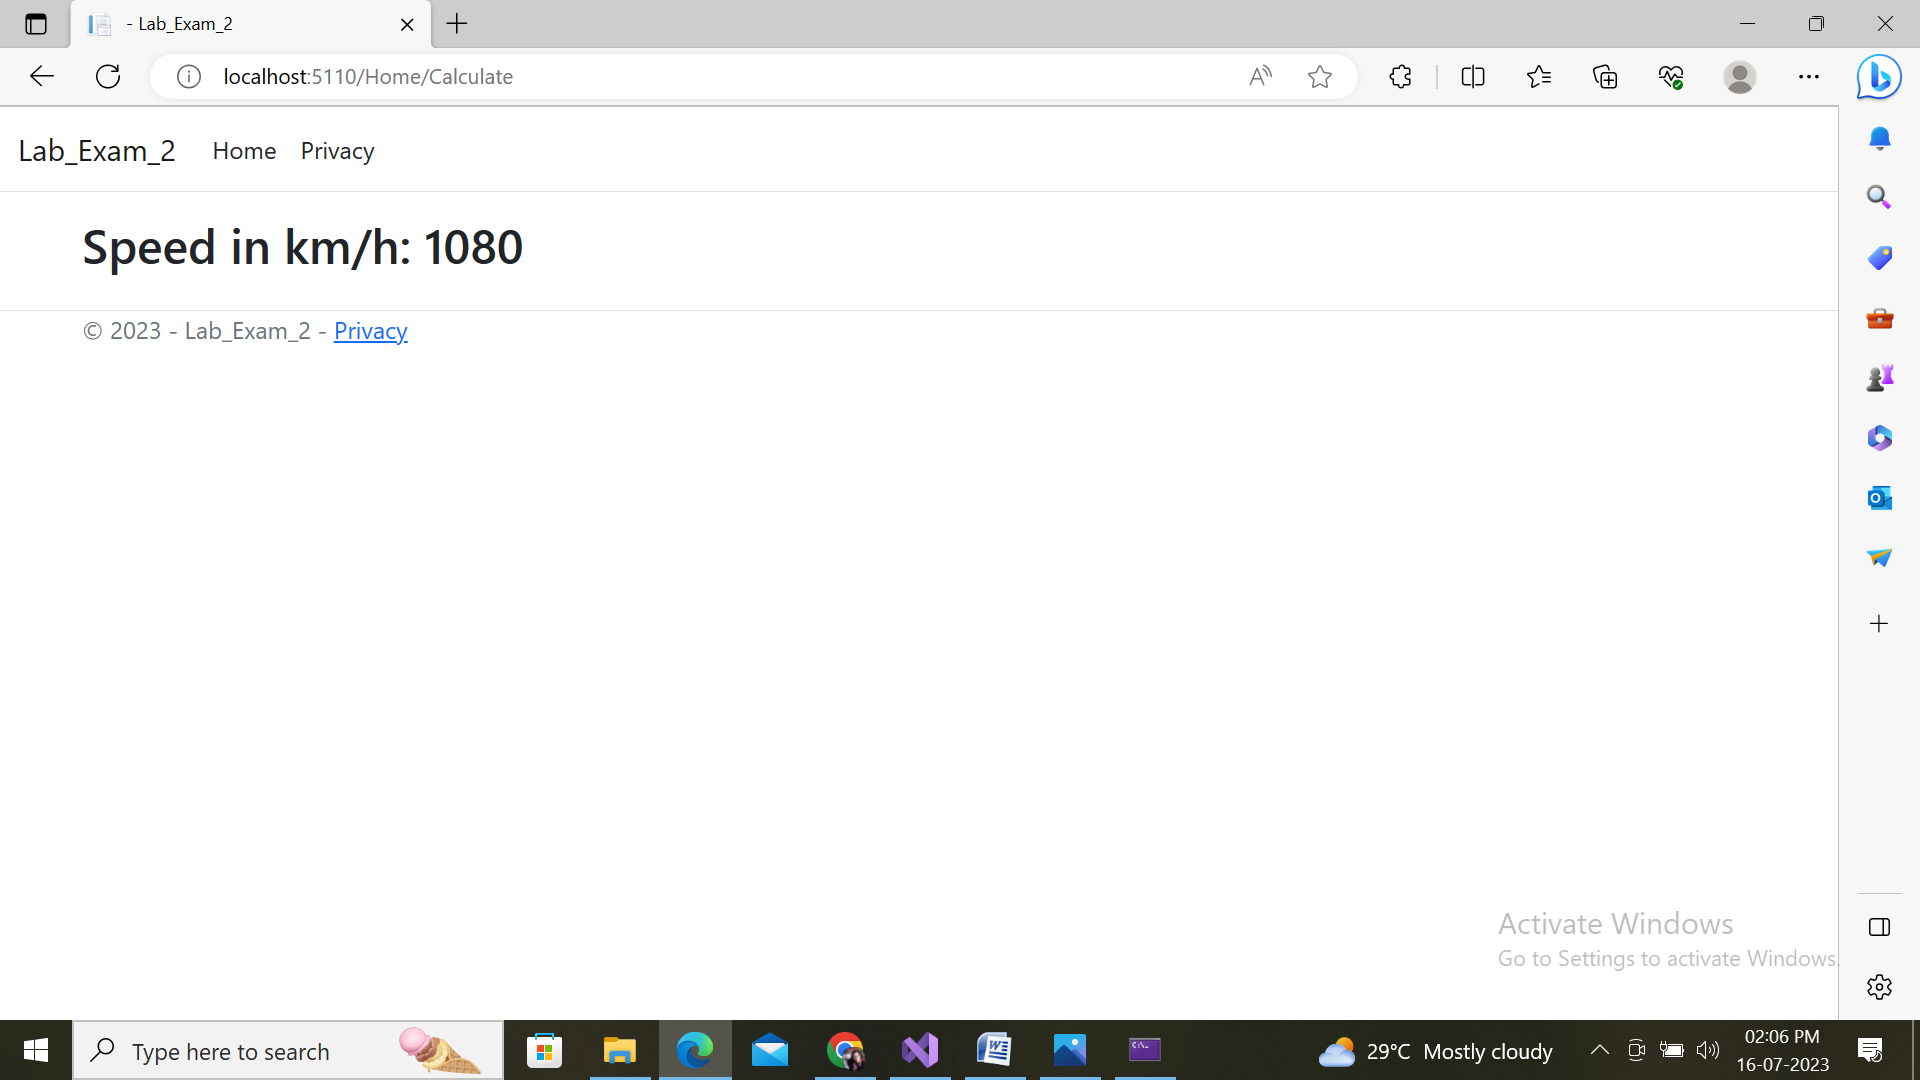 - Lab_Exam_2
localhost:5110/Home/Calculate
Lab_Exam_2 Home Privacy
Speed in km/h: 1080
© 2023 - Lab_Exam_2 - Privacy
Activate Windows
Go to Settings to activate Windows.
Type here to search
29°C Mostly cloudy
02:06 PM
16-07-2023